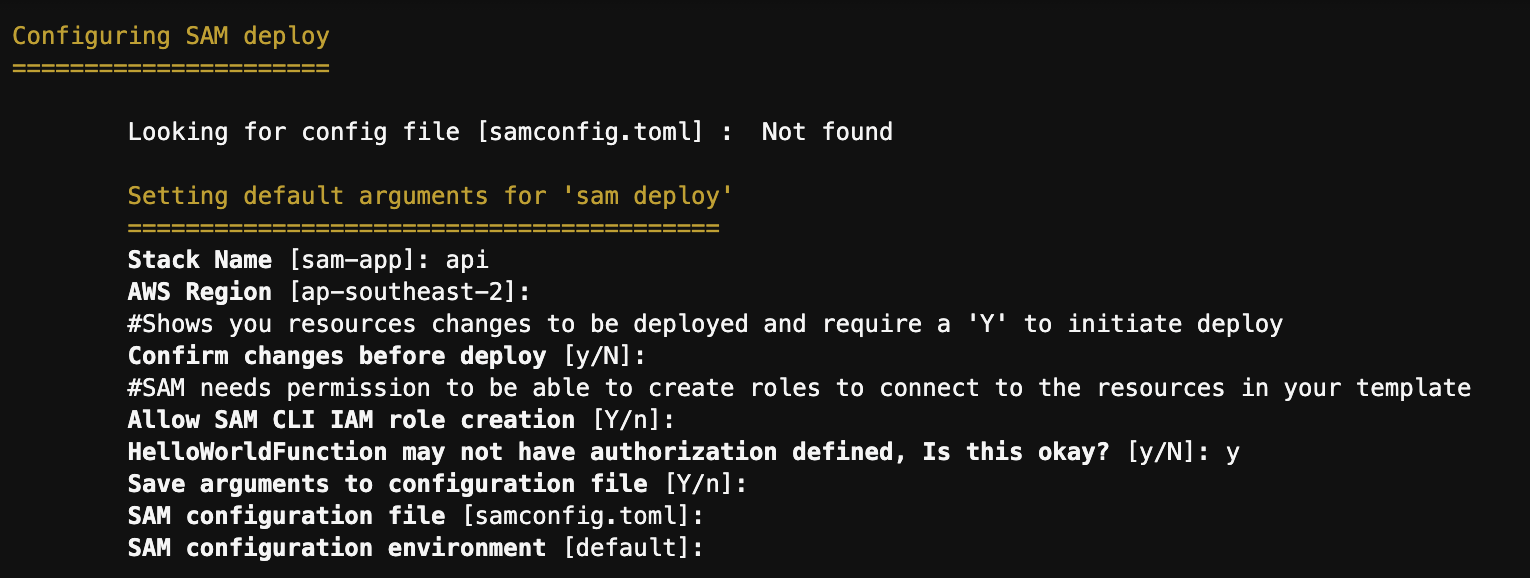 Configuring SAM deploy
======================
Looking for config file [samconfig.toml] :  Not found
Setting default arguments for 'sam deploy'
=========================================
Stack Name [sam-app]: api
AWS Region [ap-southeast-2]:
#Shows you resources changes to be deployed and require a 'Y' to initiate deploy
Confirm changes before deploy [y/N]:
#SAM needs permission to be able to create roles to connect to the resources in your template
Allow SAM CLI IAM role creation [Y/n]:
HelloWorldFunction may not have authorization defined, Is this okay? [y/N]: y
Save arguments to configuration file [Y/n]:
SAM configuration file [samconfig.toml]:
SAM configuration environment [default]: